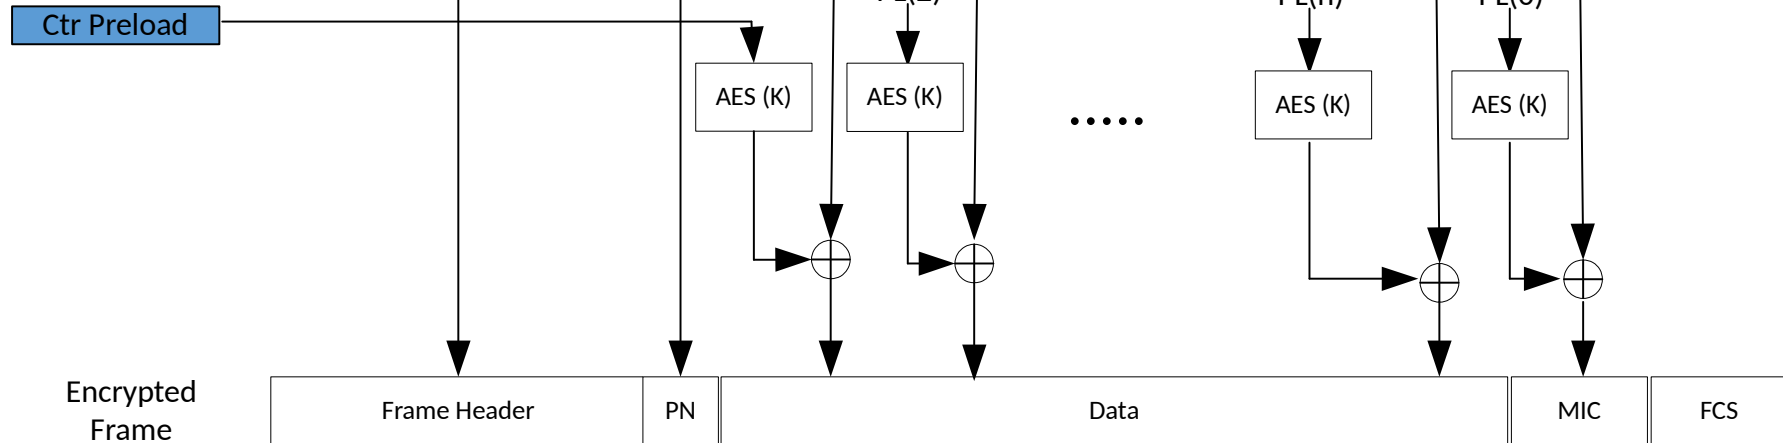 Ctr Preload
AES (K)
AES (K)
AES (K)
AES (K)
.....
Encrypted
Frame
Frame Header
PN
Data
MIC
FCS